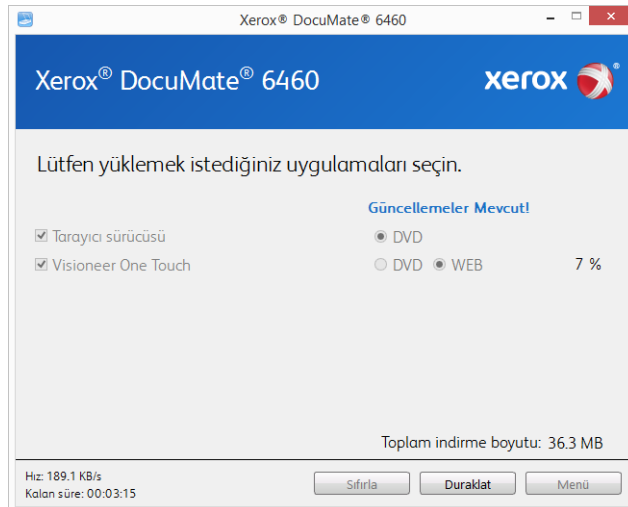 Xerox® DocuMate® 6460
Xerox® DocuMate® 6460
xerox®
Lütfen yüklemek istediğiniz uygulamaları seçin.
Güncellemeler Mevcut!
Tarayıcı sürücüsü DVD
Visioneer One Touch DVD WEB 7 %
Toplam indirme boyutu: 36.3 MB
Hız: 189.1 KB/s
Kalan süre: 00:03:15
Sıfırla Duraklat Menü